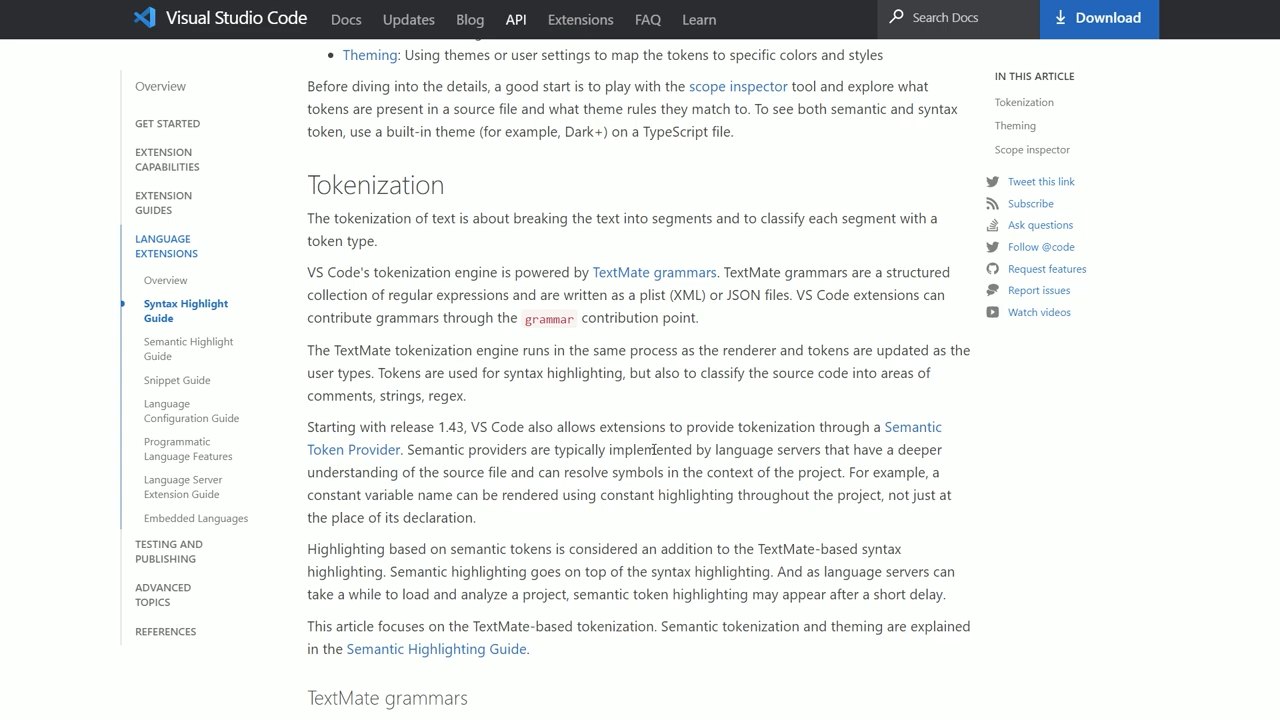 Visual Studio Code
Docs
Updates
Blog
API
Extensions
FAQ
Learn
Search Docs
Download
Overview
GET STARTED
EXTENSION
CAPABILITIES
EXTENSION
GUIDES
LANGUAGE
EXTENSIONS
Overview
Syntax Highlight
Guide
Semantic Highlight
Guide
Snippet Guide
Language
Configuration Guide
Programmatic
Language Features
Language Server
Extension Guide
Embedded Languages
TESTING AND
PUBLISHING
ADVANCED
TOPICS
REFERENCES
• Theming: Using themes or user settings to map the tokens to specific colors and styles
Before diving into the details, a good start is to play with the scope inspector tool and explore what
tokens are present in a source file and what theme rules they match to. To see both semantic and syntax
token, use a built-in theme (for example, Dark+) on a TypeScript file.
Tokenization
The tokenization of text is about breaking the text into segments and to classify each segment with a
token type.
VS Code's tokenization engine is powered by TextMate grammars. TextMate grammars are a structured
collection of regular expressions and are written as a plist (XML) or JSON files. VS Code extensions can
contribute grammars through the grammar contribution point.
The TextMate tokenization engine runs in the same process as the renderer and tokens are updated as the
user types. Tokens are used for syntax highlighting, but also to classify the source code into areas of
comments, strings, regex.
Starting with release 1.43, VS Code also allows extensions to provide tokenization through a Semantic
Token Provider. Semantic providers are typically implemented by language servers that have a deeper
understanding of the source file and can resolve symbols in the context of the project. For example, a
constant variable name can be rendered using constant highlighting throughout the project, not just at
the place of its declaration.
Highlighting based on semantic tokens is considered an addition to the TextMate-based syntax
highlighting. Semantic highlighting goes on top of the syntax highlighting. And as language servers can
take a while to load and analyze a project, semantic token highlighting may appear after a short delay.
This article focuses on the TextMate-based tokenization. Semantic tokenization and theming are explained
in the Semantic Highlighting Guide.
TextMate grammars
IN THIS ARTICLE
Tokenization
Theming
Scope inspector
Tweet this link
Subscribe
Ask questions
Follow @code
Request features
Report issues
Watch videos